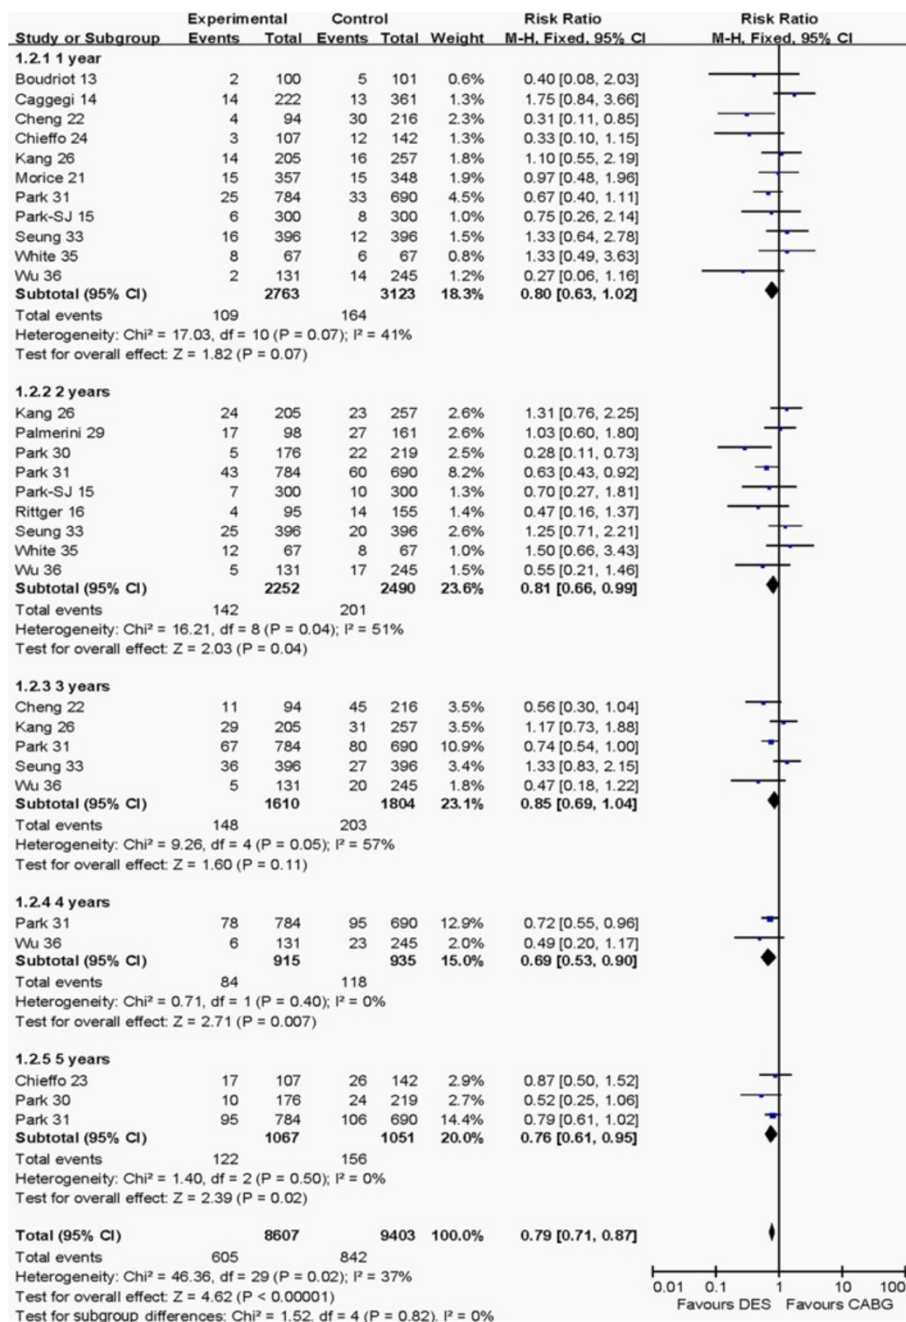 Experimental Control Risk Ratio Risk Ratio
Study or Subgroup Events Total Events Total Weight M-H, Fixed, 95% CI M-H, Fixed, 95% CI
1.2.1 1 year
Boudriot 13 2 100 5 101 0.6% 0.40 [0.08, 2.03]
Caggegi 14 14 222 13 361 1.3% 1.75 [0.84, 3.66]
Cheng 22 4 94 30 216 2.4% 0.31 [0.11, 0.85]
Chieffo 24 3 107 12 142 1.4% 0.33 [0.10, 1.15]
Kang 26 14 205 16 257 1.8% 1.10 [0.55, 2.19]
Morice 21 15 357 15 348 1.9% 0.97 [0.48, 1.96]
Park 31 25 784 33 690 4.5% 0.67 [0.40, 1.11]
Park-SJ 15 6 300 8 300 1.0% 0.75 [0.26, 2.14]
Seung 33 16 396 12 396 1.5% 1.33 [0.64, 2.78]
White 35 8 67 6 67 0.8% 1.33 [0.49, 3.63]
Wu 36 2 131 14 245 1.2% 0.27 [0.06, 1.16]
Subtotal (95% CI) 2763 3123 18.3% 0.80 [0.63, 1.02]
Total events 109 164
Heterogeneity: Chi² = 17.03, df = 10 (P = 0.07); I² = 41%
Test for overall effect: Z = 1.82 (P = 0.07)
1.2.2 2 years
Kang 26 24 205 23 257 2.6% 1.31 [0.76, 2.25]
Palmerini 29 17 98 27 161 2.6% 1.03 [0.60, 1.80]
Park 30 5 176 22 219 2.5% 0.28 [0.11, 0.73]
Park 31 43 784 60 690 8.2% 0.63 [0.43, 0.92]
Park-SJ 15 7 300 10 300 1.3% 0.70 [0.27, 1.81]
Rittger 16 4 95 14 155 1.4% 0.47 [0.16, 1.37]
Seung 33 25 396 20 396 2.6% 1.25 [0.71, 2.21]
White 35 12 67 8 67 1.0% 1.50 [0.66, 3.43]
Wu 36 5 131 17 245 1.5% 0.55 [0.21, 1.46]
Subtotal (95% CI) 2252 2490 23.6% 0.81 [0.66, 0.99]
Total events 142 201
Heterogeneity: Chi² = 16.21, df = 8 (P = 0.04); I² = 51%
Test for overall effect: Z = 2.03 (P = 0.04)
1.2.3 3 years
Cheng 22 11 94 45 216 3.5% 0.56 [0.30, 1.04]
Kang 26 29 205 31 257 3.5% 1.17 [0.73, 1.88]
Park 31 67 784 80 690 10.9% 0.74 [0.54, 1.00]
Seung 33 36 396 27 396 3.4% 1.33 [0.83, 2.15]
Wu 36 5 131 20 245 1.8% 0.47 [0.18, 1.22]
Subtotal (95% CI) 1610 1804 23.1% 0.85 [0.69, 1.04]
Total events 148 203
Heterogeneity: Chi² = 9.26, df = 4 (P = 0.05); I² = 57%
Test for overall effect: Z = 1.60 (P = 0.11)
1.2.4 4 years
Park 31 78 784 95 690 12.9% 0.72 [0.55, 0.96]
Wu 36 6 131 23 245 2.0% 0.49 [0.20, 1.17]
Subtotal (95% CI) 915 935 15.0% 0.69 [0.53, 0.90]
Total events 84 118
Heterogeneity: Chi² = 0.71, df = 1 (P = 0.40); I² = 0%
Test for overall effect: Z = 2.71 (P = 0.007)
1.2.5 5 years
Chieffo 23 17 107 26 142 2.9% 0.87 [0.50, 1.52]
Park 30 10 176 24 219 2.7% 0.52 [0.25, 1.06]
Park 31 95 784 106 690 14.4% 0.79 [0.61, 1.02]
Subtotal (95% CI) 1067 1051 20.0% 0.76 [0.61, 0.95]
Total events 122 156
Heterogeneity: Chi² = 1.40, df = 2 (P = 0.50); I² = 0%
Test for overall effect: Z = 2.39 (P = 0.02)
Total (95% CI) 8607 9403 100.0% 0.79 [0.71, 0.87]
Total events 605 842
Heterogeneity: Chi² = 46.36, df = 29 (P = 0.02); I² = 37%
Test for overall effect: Z = 4.62 (P < 0.00001)
Test for subgroup differences: Chi² = 1.52, df = 4 (P = 0.82), I² = 0%
0.01 0.1 1 10 100
Favours DES Favours CABG